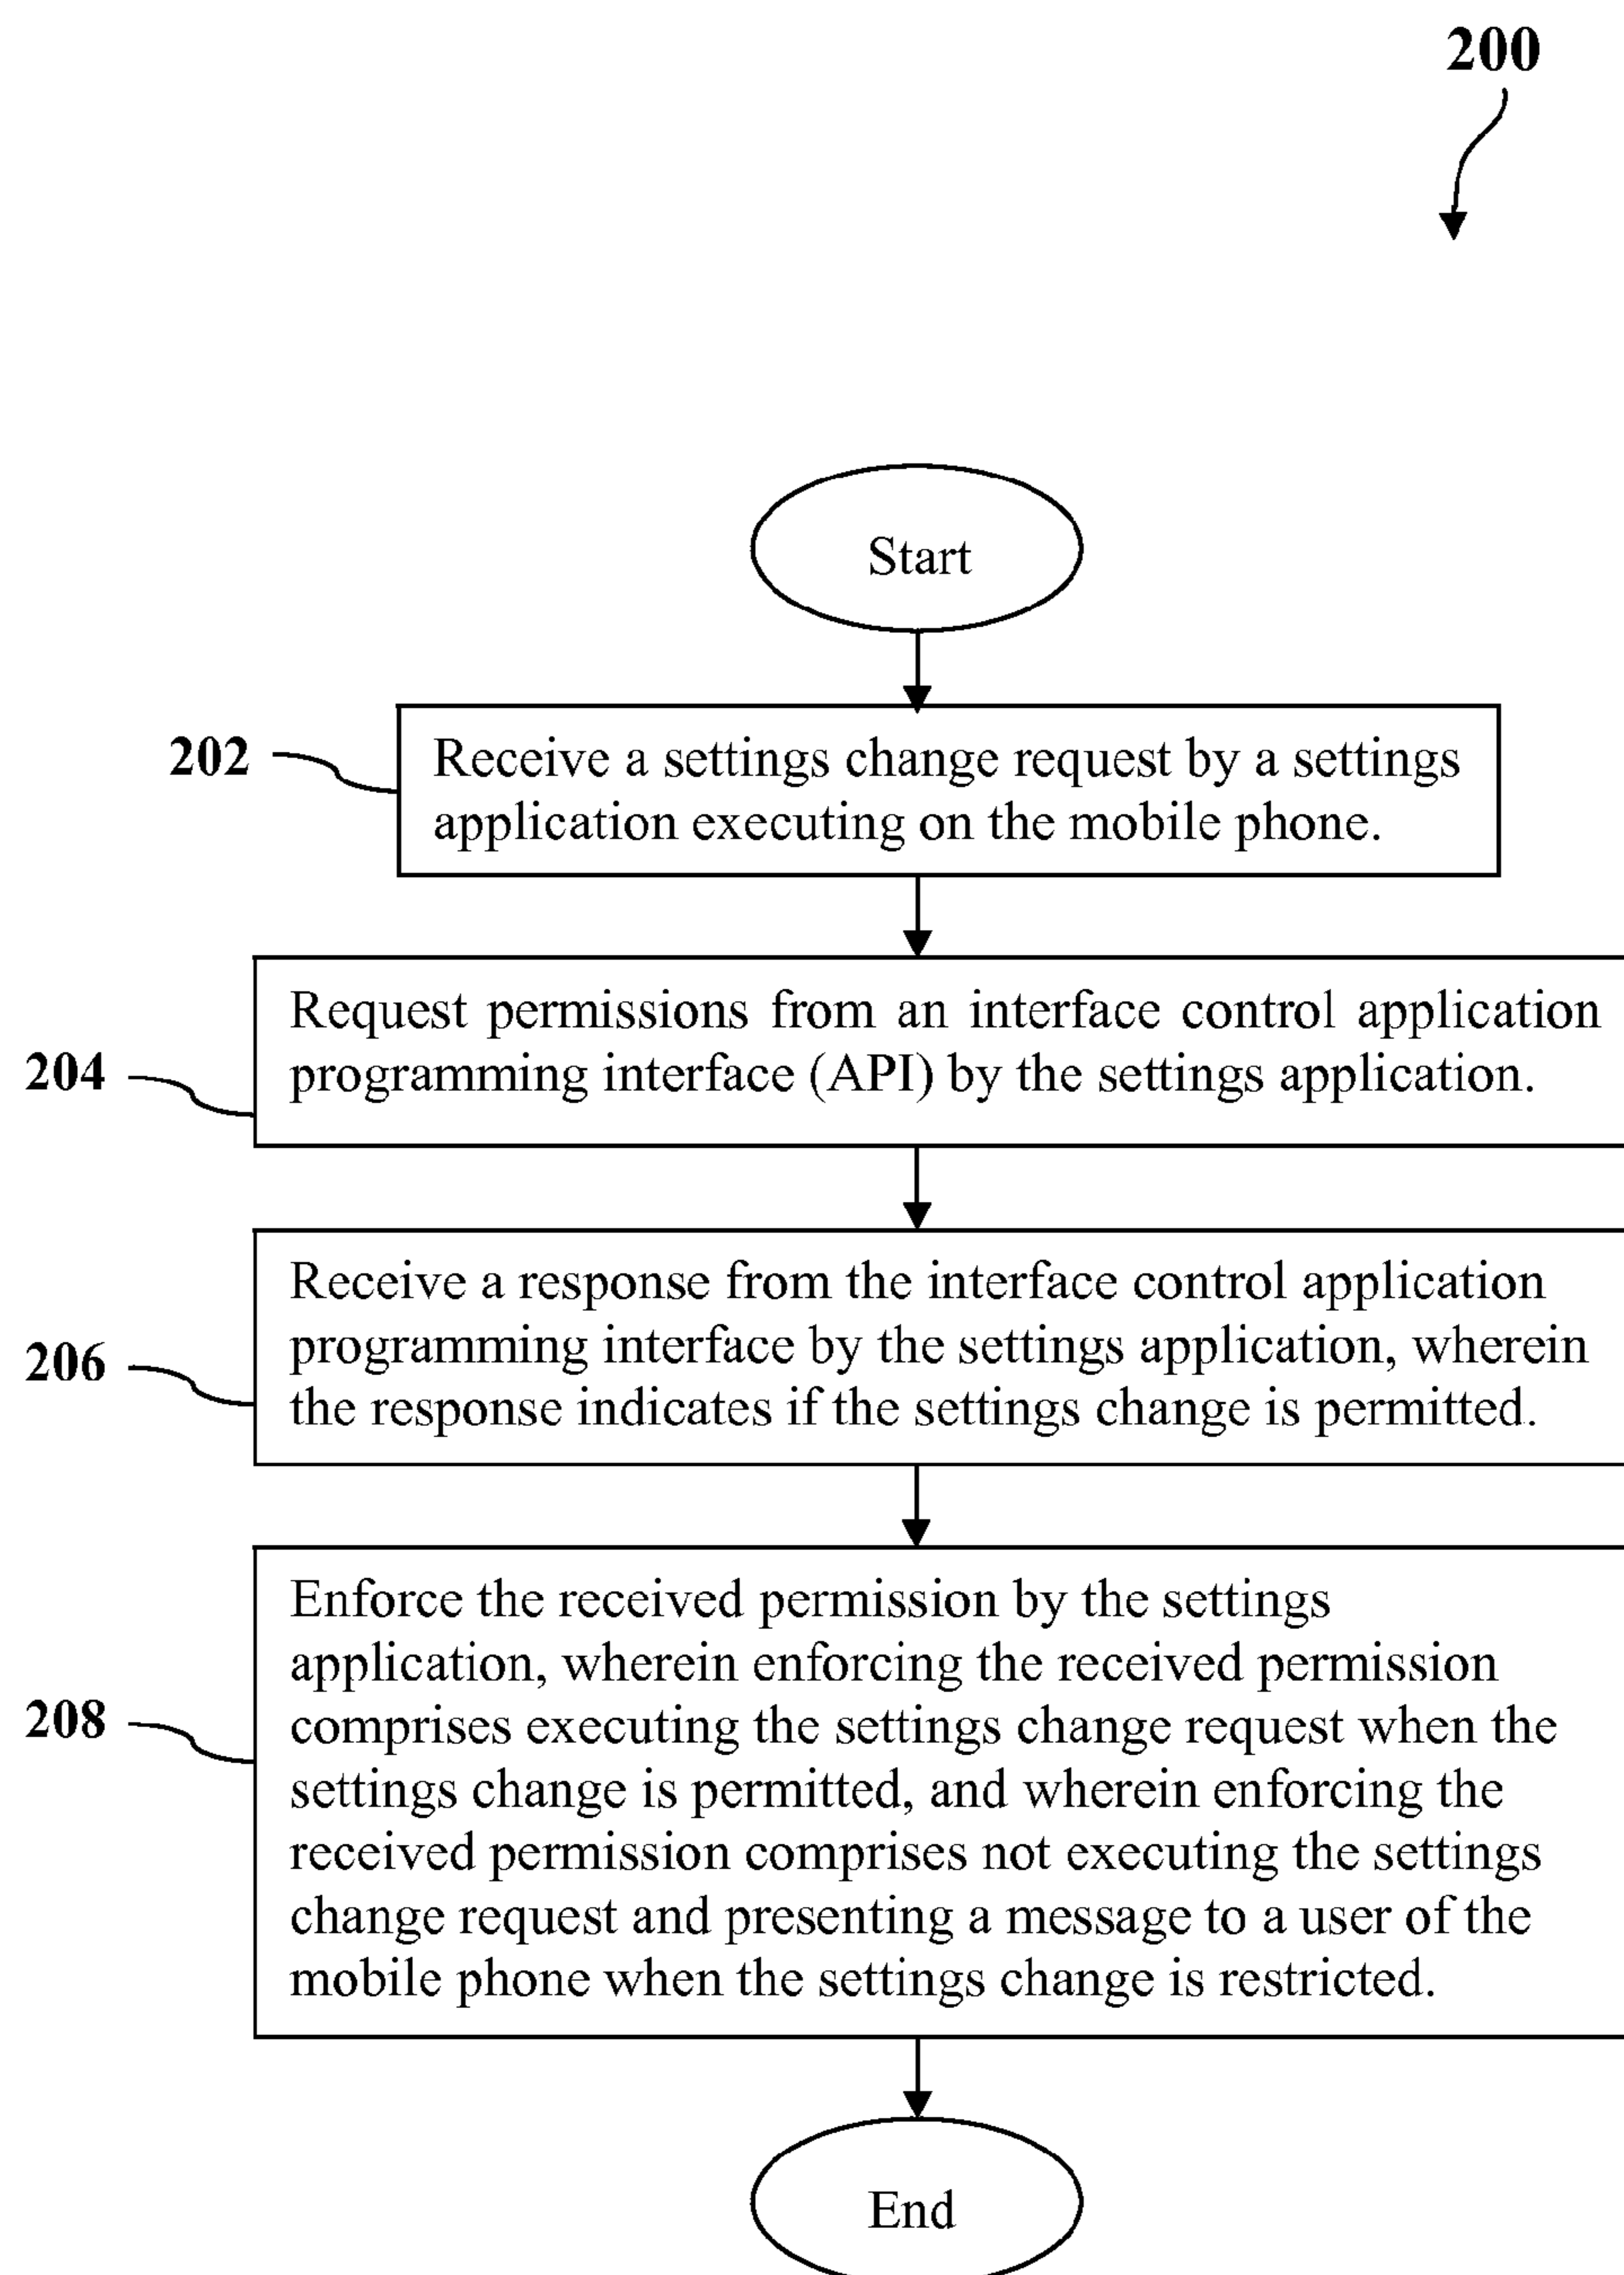 200
Start
202
Receive a settings change request by a settings
application executing on the mobile phone.
204
Request permissions from an interface control application
programming interface (API) by the settings application.
206
Receive a response from the interface control application
programming interface by the settings application, wherein
the response indicates if the settings change is permitted.
208
Enforce the received permission by the settings
application, wherein enforcing the received permission
comprises executing the settings change request when the
settings change is permitted, and wherein enforcing the
received permission comprises not executing the settings
change request and presenting a message to a user of the
mobile phone when the settings change is restricted.
End